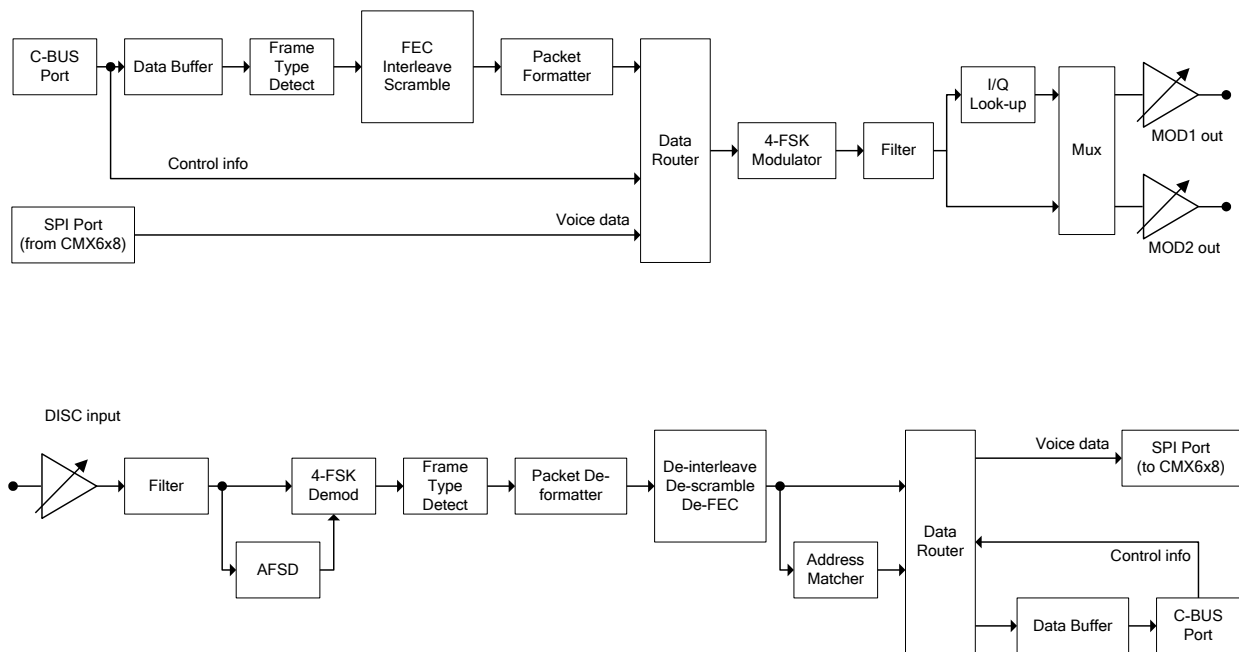 C-BUS
Port
Data Buffer
Frame
Type
Detect
FEC
Interleave
Scramble
Packet
Formatter
Control info
SPI Port
(from CMX6x8)
Voice data
Data
Router
4-FSK
Modulator
Filter
I/Q
Look-up
Mux
MOD1 out
MOD2 out
DISC input
Filter
4-FSK
Demod
AFSD
Frame
Type
Detect
Packet De-
formatter
De-interleave
De-scramble
De-FEC
Address
Matcher
Data
Router
Voice data
SPI Port
(to CMX6x8)
Control info
Data Buffer
C-BUS
Port